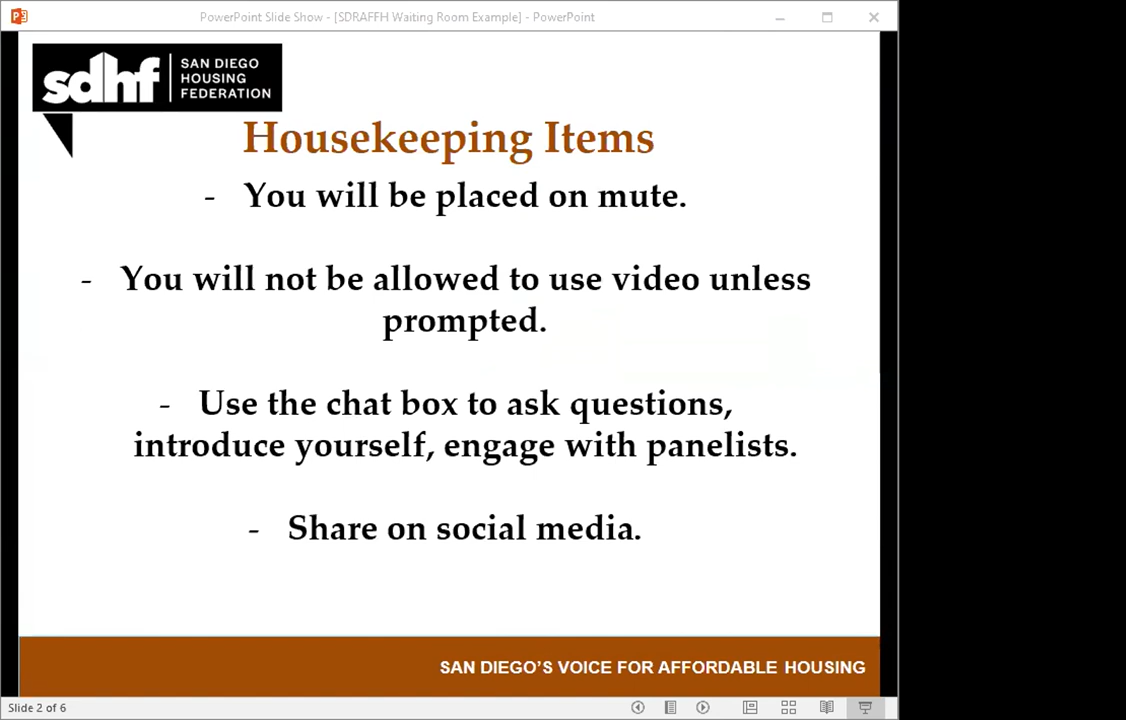 PowerPoint Slide Show - [SDRAFFH Waiting Room Example] - PowerPoint
sdhf
SAN DIEGO
HOUSING
FEDERATION
Housekeeping Items
- You will be placed on mute.
- You will not be allowed to use video unless
prompted.
- Use the chat box to ask questions,
introduce yourself, engage with panelists.
- Share on social media.
SAN DIEGO'S VOICE FOR AFFORDABLE HOUSING
Slide 2 of 6